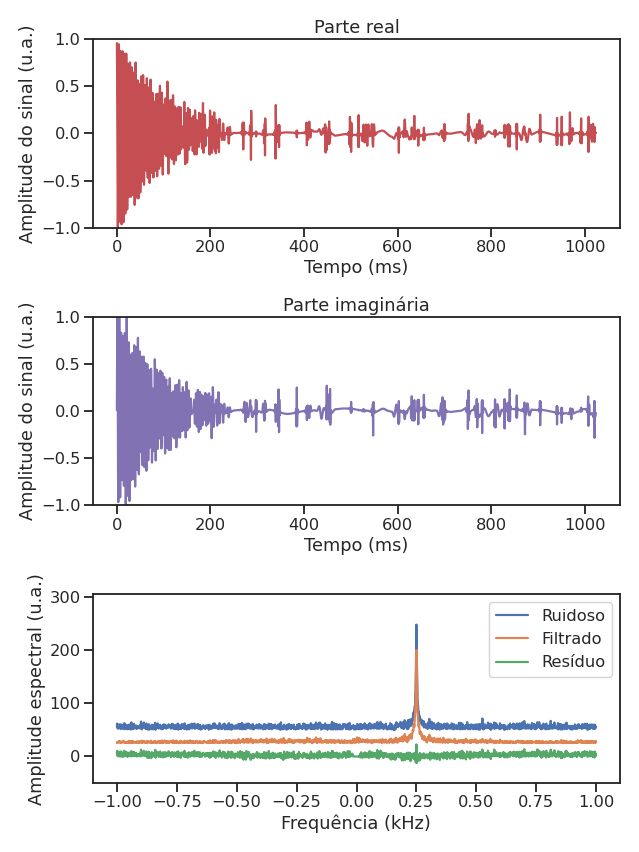 Parte real
Amplitude do sinal (u.a.)
1.0
0.5
0.0
−0.5
−1.0
0 200 400 600 800 1000
Tempo (ms)
Parte imaginária
Amplitude do sinal (u.a.)
1.0
0.5
0.0
−0.5
−1.0
0 200 400 600 800 1000
Tempo (ms)
Amplitude espectral (u.a.)
300
200
100
0
Ruidoso
Filtrado
Resíduo
−1.00 −0.75 −0.50 −0.25 0.00 0.25 0.50 0.75 1.00
Frequência (kHz)